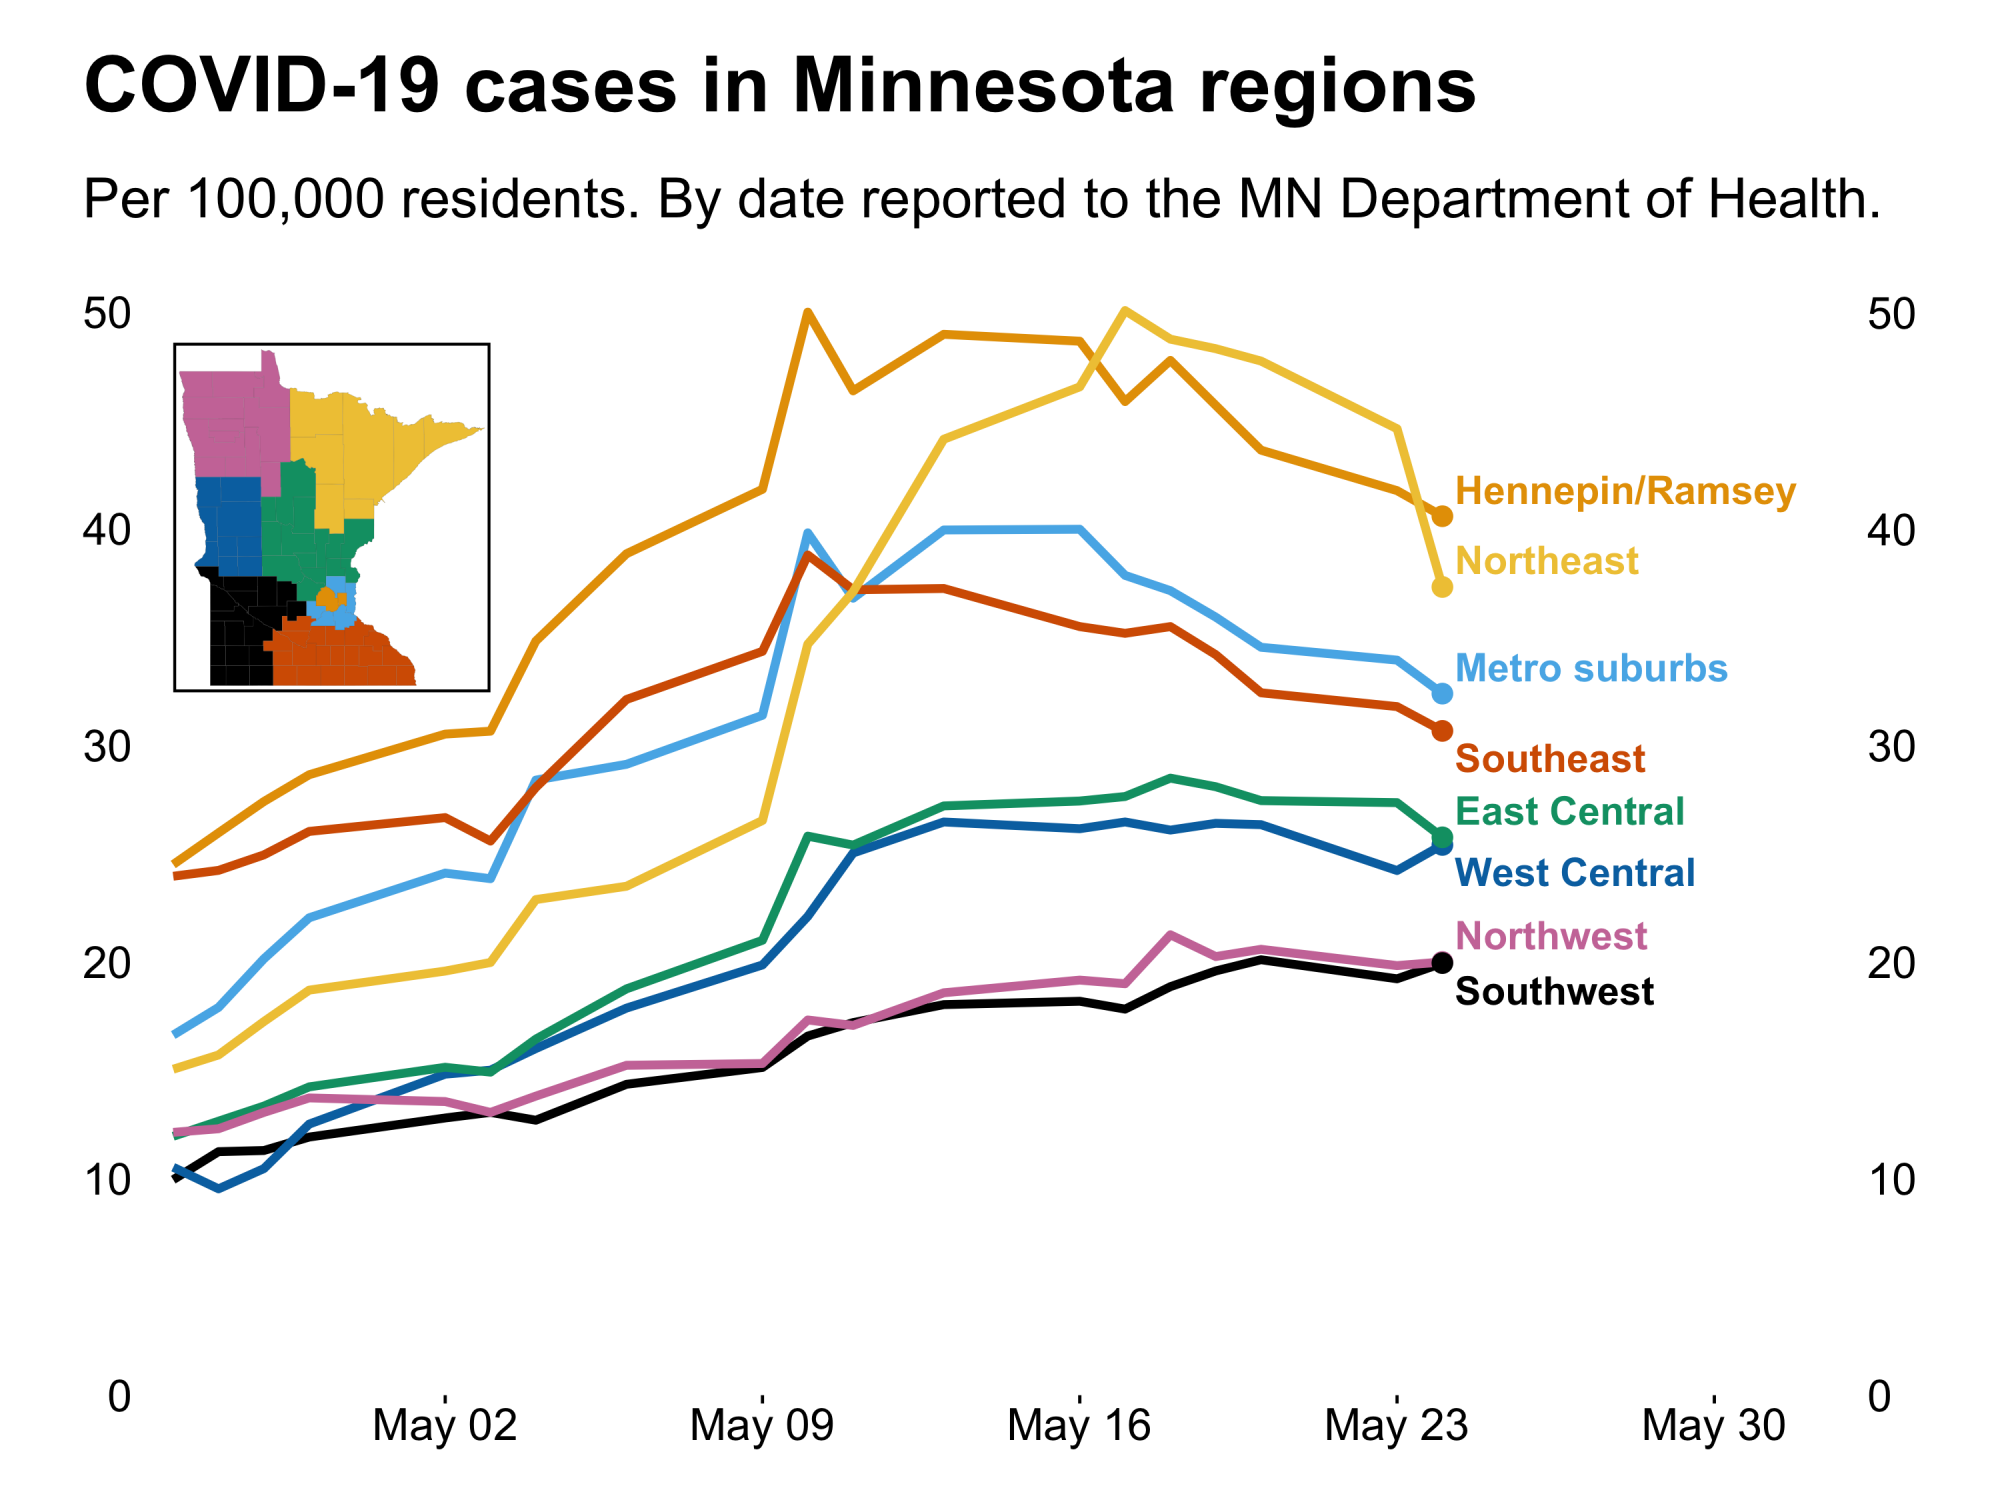 COVID-19 cases in Minnesota regions
Per 100,000 residents. By date reported to the MN Department of Health.
50 50
40 40
30 30
20 20
10 10
0 0
Hennepin/Ramsey
Northeast
Metro suburbs
Southeast
East Central
West Central
Northwest
Southwest
May 02 May 09 May 16 May 23 May 30